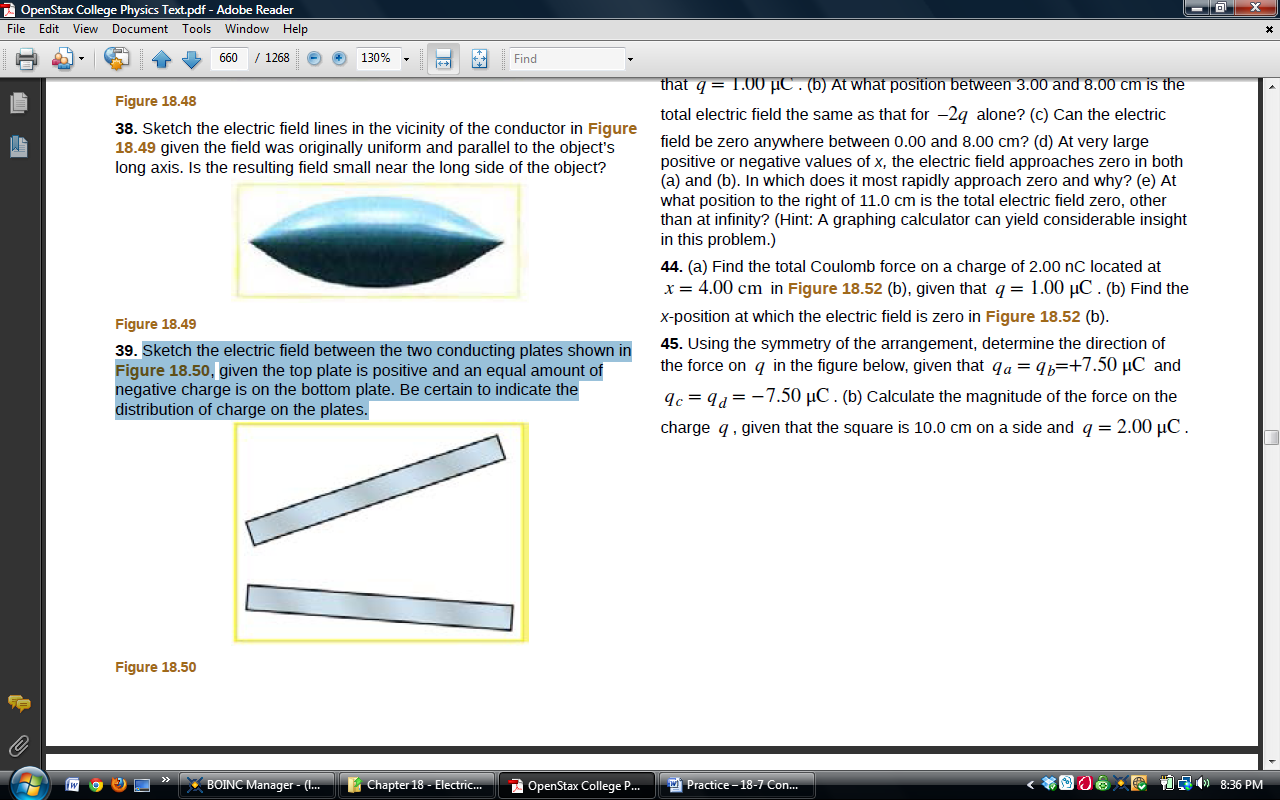 OpenStax College Physics Text.pdf - Adobe Reader
File Edit View Document Tools Window Help
660 / 1268 130% Find
Figure 18.48
38. Sketch the electric field lines in the vicinity of the conductor in Figure
18.49 given the field was originally uniform and parallel to the object's
long axis. Is the resulting field small near the long side of the object?
Figure 18.49
39. Sketch the electric field between the two conducting plates shown in
Figure 18.50, given the top plate is positive and an equal amount of
negative charge is on the bottom plate. Be certain to indicate the
distribution of charge on the plates.
Figure 18.50
that q = 1.00 μC . (b) At what position between 3.00 and 8.00 cm is the
total electric field the same as that for −2q alone? (c) Can the electric
field be zero anywhere between 0.00 and 8.00 cm? (d) At very large
positive or negative values of x, the electric field approaches zero in both
(a) and (b). In which does it most rapidly approach zero and why? (e) At
what position to the right of 11.0 cm is the total electric field zero, other
than at infinity? (Hint: A graphing calculator can yield considerable insight
in this problem.)
44. (a) Find the total Coulomb force on a charge of 2.00 nC located at
x = 4.00 cm in Figure 18.52 (b), given that q = 1.00 μC . (b) Find the
x-position at which the electric field is zero in Figure 18.52 (b).
45. Using the symmetry of the arrangement, determine the direction of
the force on q in the figure below, given that qa = qb=+7.50 μC and
qc = qd = −7.50 μC . (b) Calculate the magnitude of the force on the
charge q , given that the square is 10.0 cm on a side and q = 2.00 μC .
BOINC Manager - (I... Chapter 18 - Electric... OpenStax College P... Practice – 18-7 Con... 8:36 PM